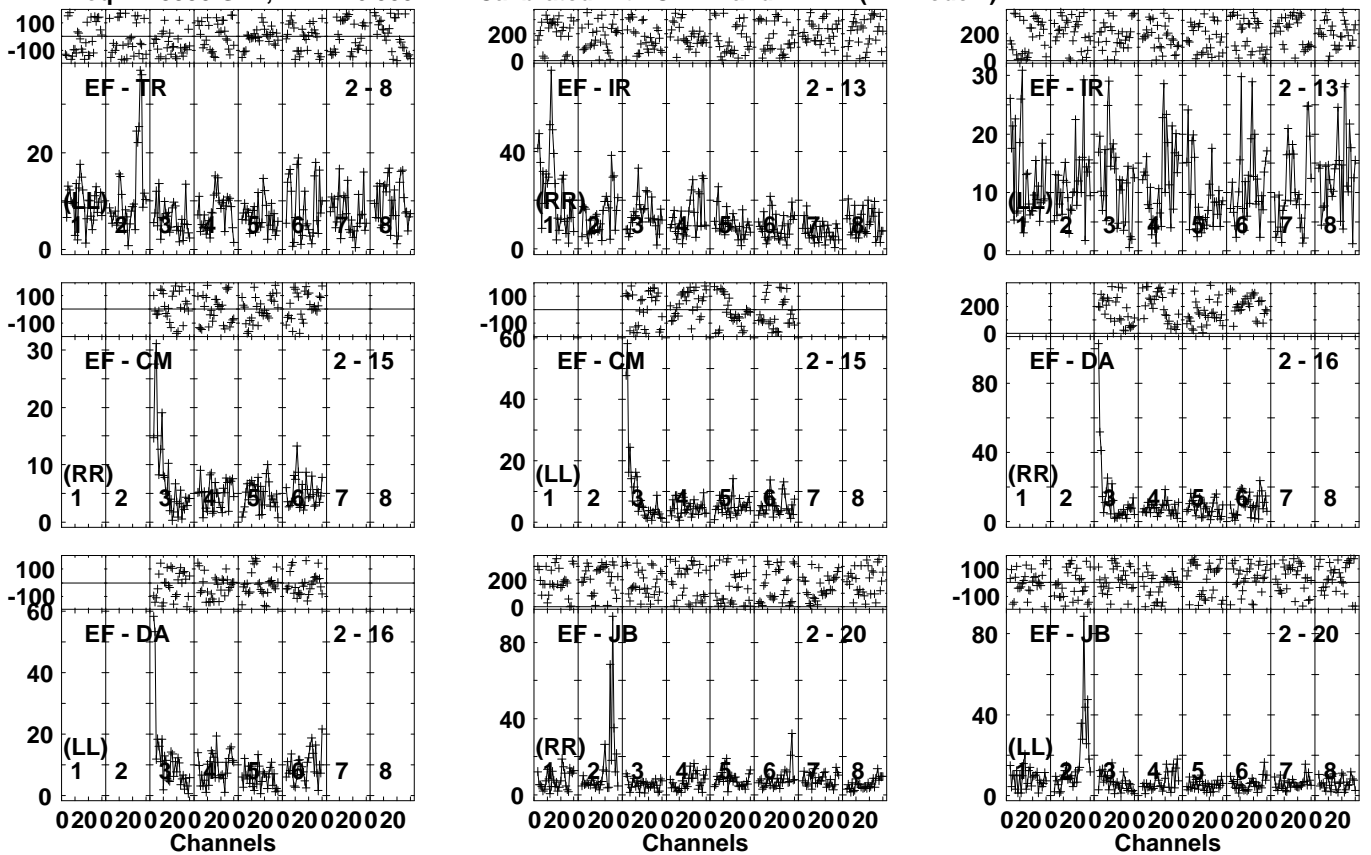 100
-100
EF - TR 2 - 8
20
0
(LL)
1 2 3 4 5 6 7 8
200
0
EF - IR 2 - 13
40
0
(RR)
1 2 3 4 5 6 7 8
200
0
30
EF - IR 2 - 13
20
10
0
(LL)
1 2 3 4 5 6 7 8
100
-100
30
EF - CM 2 - 15
20
10
0
(RR)
1 2 3 4 5 6 7 8
100
-100
60
EF - CM 2 - 15
40
20
0
(LL)
1 2 3 4 5 6 7 8
200
0
EF - DA 2 - 16
80
40
0
(RR)
1 2 3 4 5 6 7 8
100
-100
60
EF - DA 2 - 16
40
20
0
(LL)
1 2 3 4 5 6 7 8
020020020020020020020020
Channels
200
0
EF - JB 2 - 20
80
40
0
(RR)
1 2 3 4 5 6 7 8
020020020020020020020020
Channels
100
-100
EF - JB 2 - 20
80
40
0
(LL)
1 2 3 4 5 6 7 8
020020020020020020020020
Channels